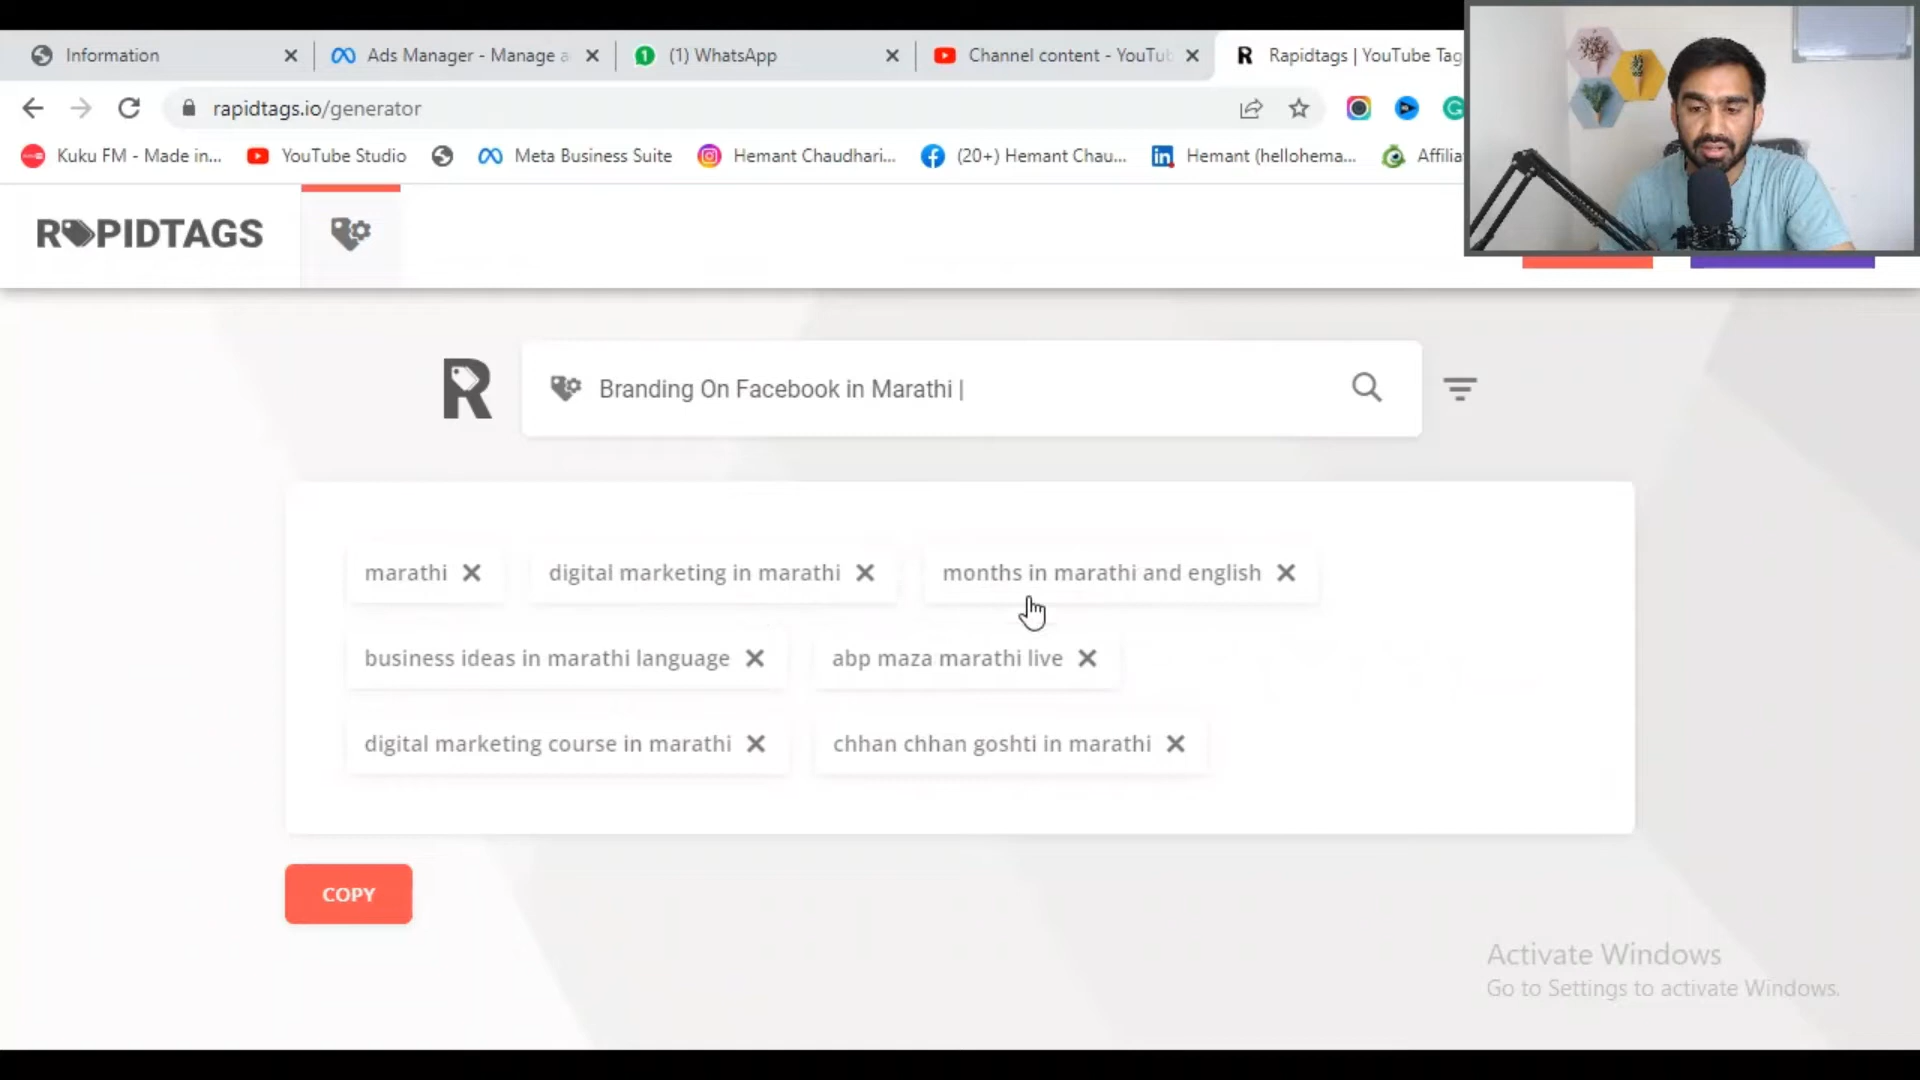 Information
Ads Manager - Manage a
1 (1) WhatsApp
Channel content - YouTub
R Rapidtags | YouTube Tag
rapidtags.io/generator
Kuku FM - Made in...
YouTube Studio
Meta Business Suite
Hemant Chaudhari...
(20+) Hemant Chau...
in Hemant (hellohema...
Affilia
RAPIDTAGS
R Branding On Facebook in Marathi |
marathi
digital marketing in marathi
months in marathi and english
business ideas in marathi language
abp maza marathi live
digital marketing course in marathi
chhan chhan goshti in marathi
COPY
Activate Windows
Go to Settings to activate Windows.